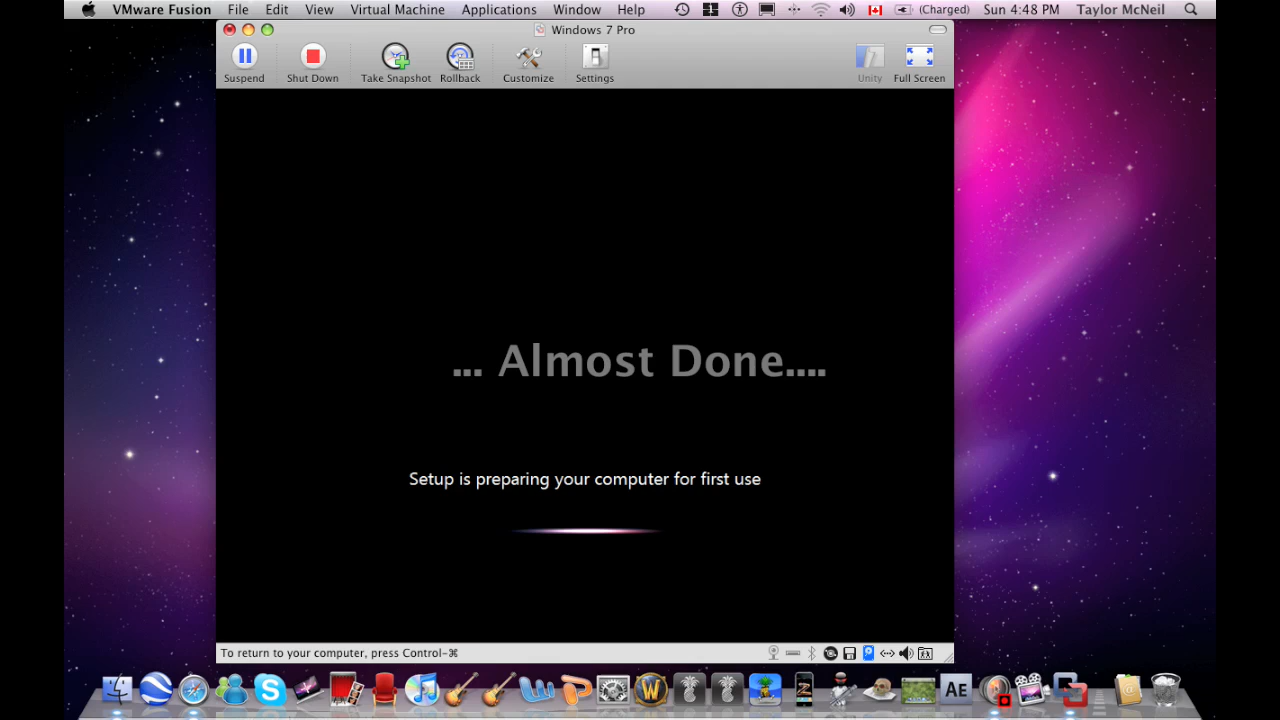 VMware Fusion File Edit View Virtual Machine Applications Window Help (Charged) Sun 4:48 PM Taylor McNeil
Windows 7 Pro
Suspend Shut Down Take Snapshot Rollback Customize Settings Unity Full Screen
... Almost Done....
Setup is preparing your computer for first use
To return to your computer, press Control-⌘
AE